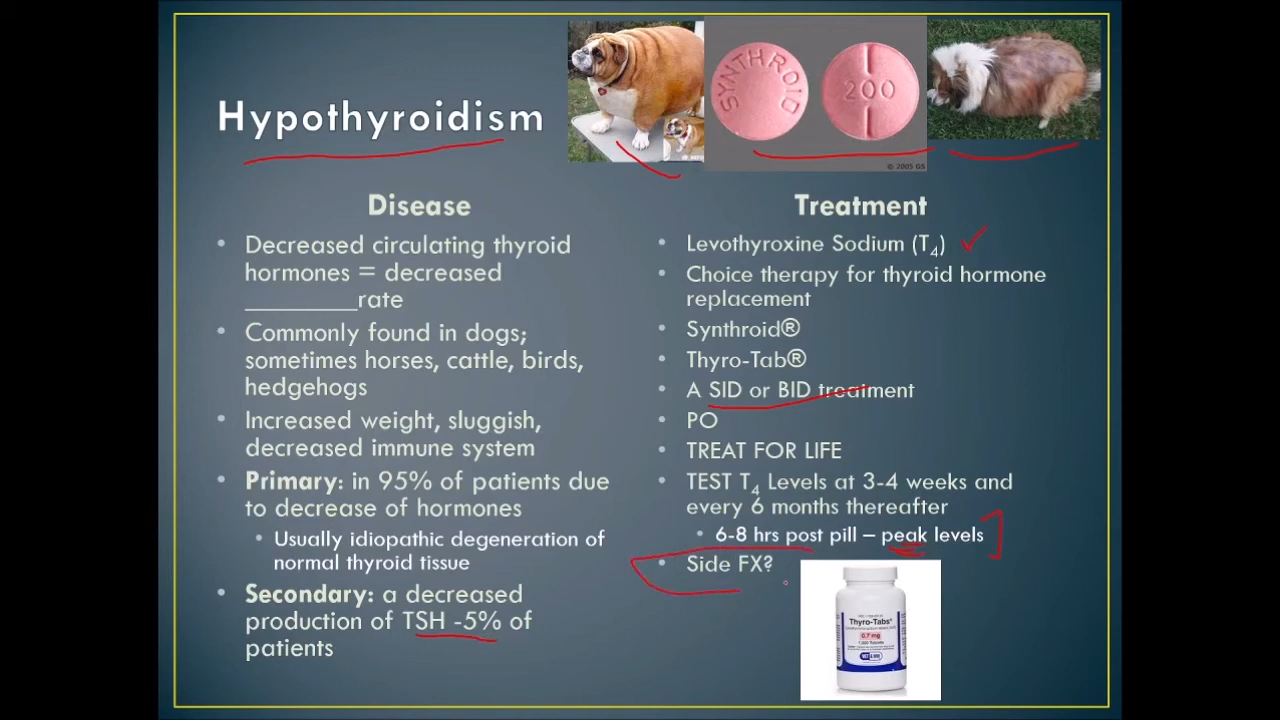 Hypothyroidism
SYNTHROID
200
© 2005 GS
Disease
• Decreased circulating thyroid
hormones = decreased
________rate
• Commonly found in dogs;
sometimes horses, cattle, birds,
hedgehogs
• Increased weight, sluggish,
decreased immune system
• Primary: in 95% of patients due
to decrease of hormones
• Usually idiopathic degeneration of
normal thyroid tissue
• Secondary: a decreased
production of TSH -5% of
patients
Treatment
• Levothyroxine Sodium (T4)
• Choice therapy for thyroid hormone
replacement
• Synthroid®
• Thyro-Tab®
• A SID or BID treatment
• PO
• TREAT FOR LIFE
• TEST T4 Levels at 3-4 weeks and
every 6 months thereafter
• 6-8 hrs post pill – peak levels
• Side FX?
Thyro-Tabs®
0.7 mg